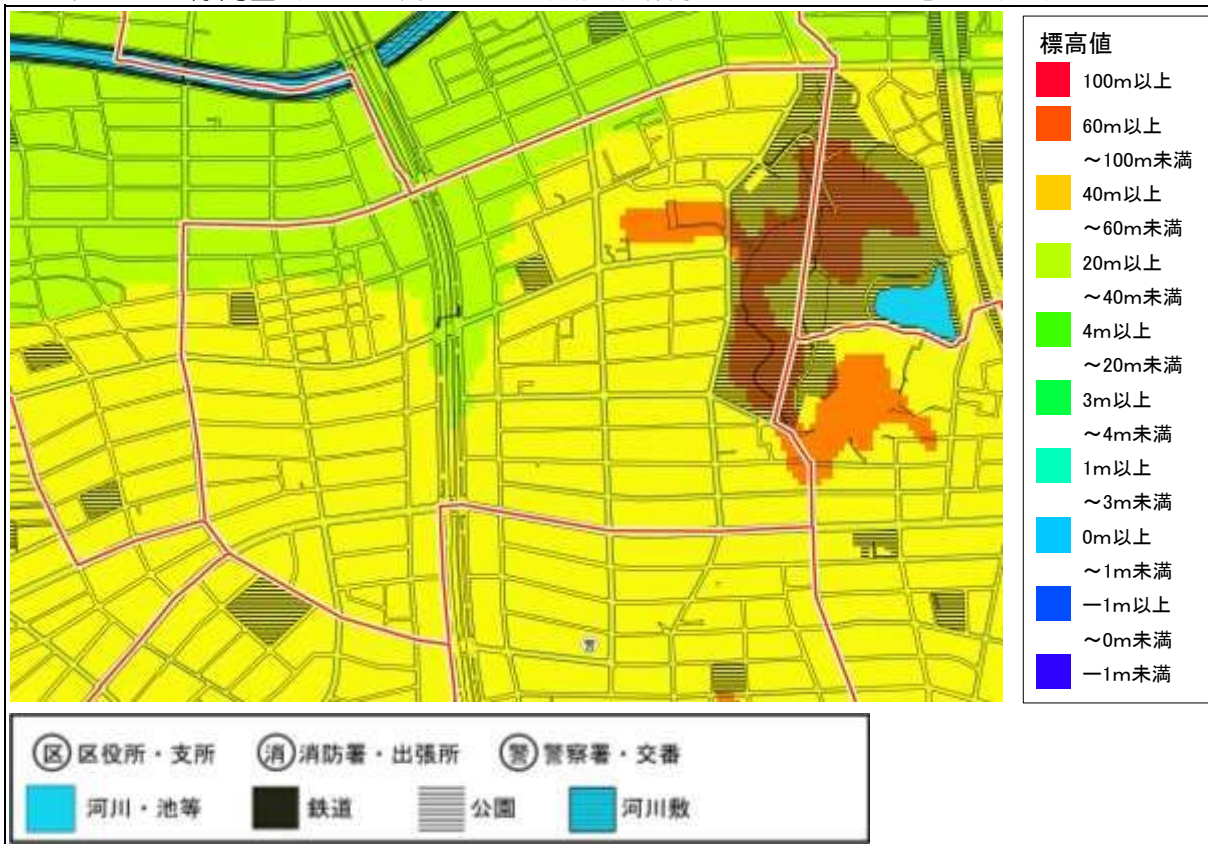 標高値
100m以上
60m以上
～100m未満
40m以上
～60m未満
20m以上
～40m未満
4m以上
～20m未満
3m以上
～4m未満
1m以上
～3m未満
0m以上
～1m未満
－1m以上
～0m未満
－1m未満
区 区役所・支所 消 消防署・出張所 警 警察署・交番
河川・池等 鉄道 公園 河川敷